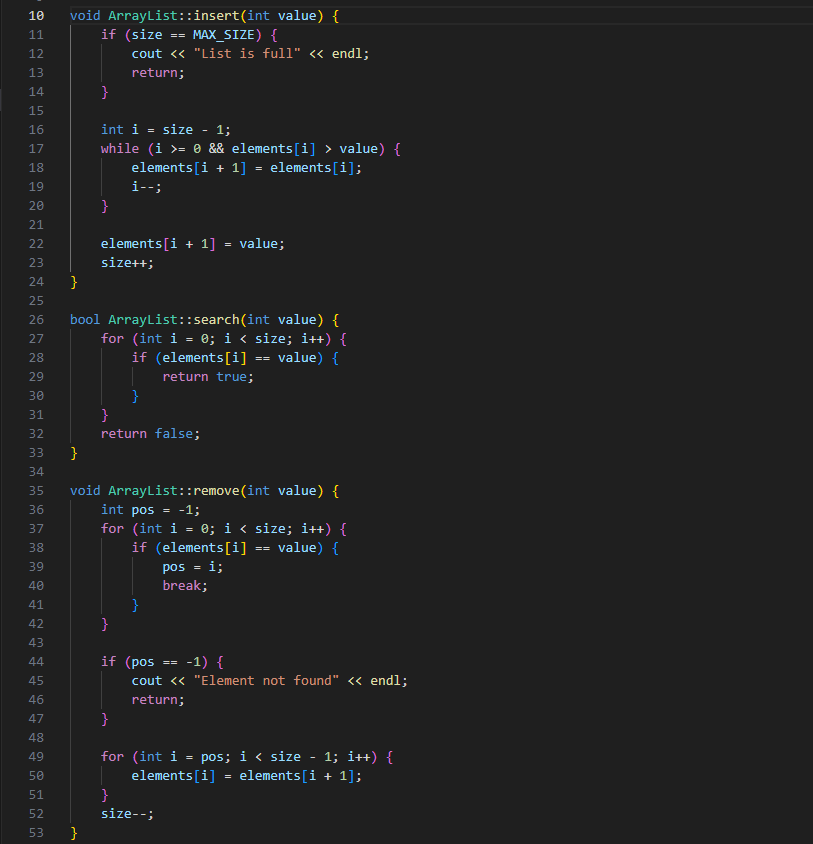 10 void ArrayList::insert(int value) {
11     if (size == MAX_SIZE) {
12         cout << "List is full" << endl;
13         return;
14     }
15
16     int i = size - 1;
17     while (i >= 0 && elements[i] > value) {
18         elements[i + 1] = elements[i];
19         i--;
20     }
21
22     elements[i + 1] = value;
23     size++;
24 }
25
26 bool ArrayList::search(int value) {
27     for (int i = 0; i < size; i++) {
28         if (elements[i] == value) {
29             return true;
30         }
31     }
32     return false;
33 }
34
35 void ArrayList::remove(int value) {
36     int pos = -1;
37     for (int i = 0; i < size; i++) {
38         if (elements[i] == value) {
39             pos = i;
40             break;
41         }
42     }
43
44     if (pos == -1) {
45         cout << "Element not found" << endl;
46         return;
47     }
48
49     for (int i = pos; i < size - 1; i++) {
50         elements[i] = elements[i + 1];
51     }
52     size--;
53 }